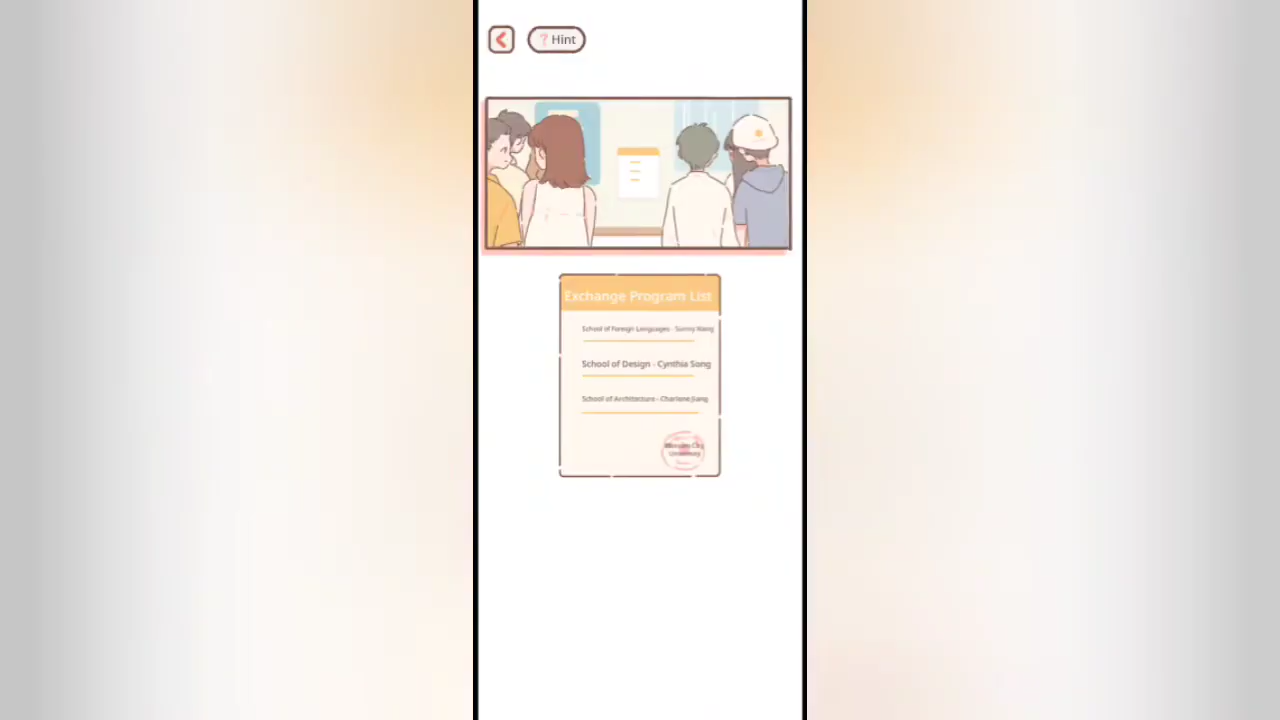 Hint
Exchange Program List
School of Foreign Languages - Sunny
School of Design - Cynthia Song
School of Architecture - Charlene Jiang
University